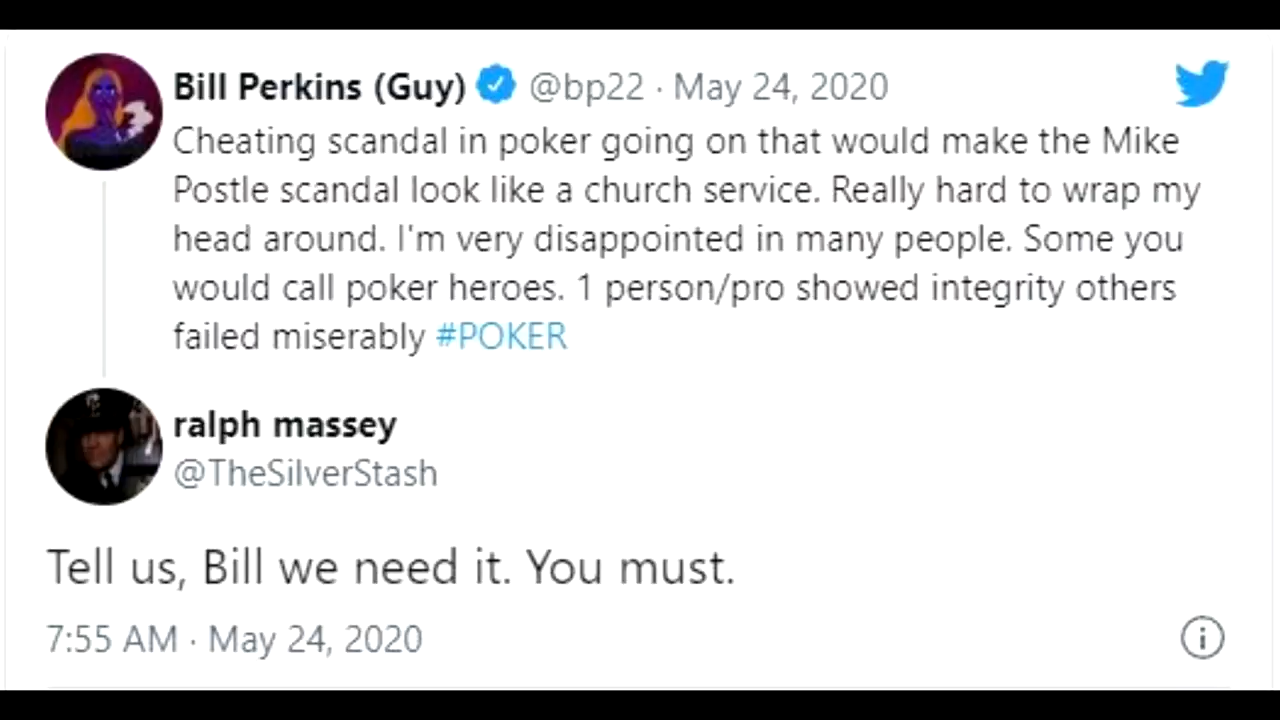 Bill Perkins (Guy) @bp22 · May 24, 2020
Cheating scandal in poker going on that would make the Mike
Postle scandal look like a church service. Really hard to wrap my
head around. I'm very disappointed in many people. Some you
would call poker heroes. 1 person/pro showed integrity others
failed miserably #POKER
ralph massey
@TheSilverStash
Tell us, Bill we need it. You must.
7:55 AM · May 24, 2020